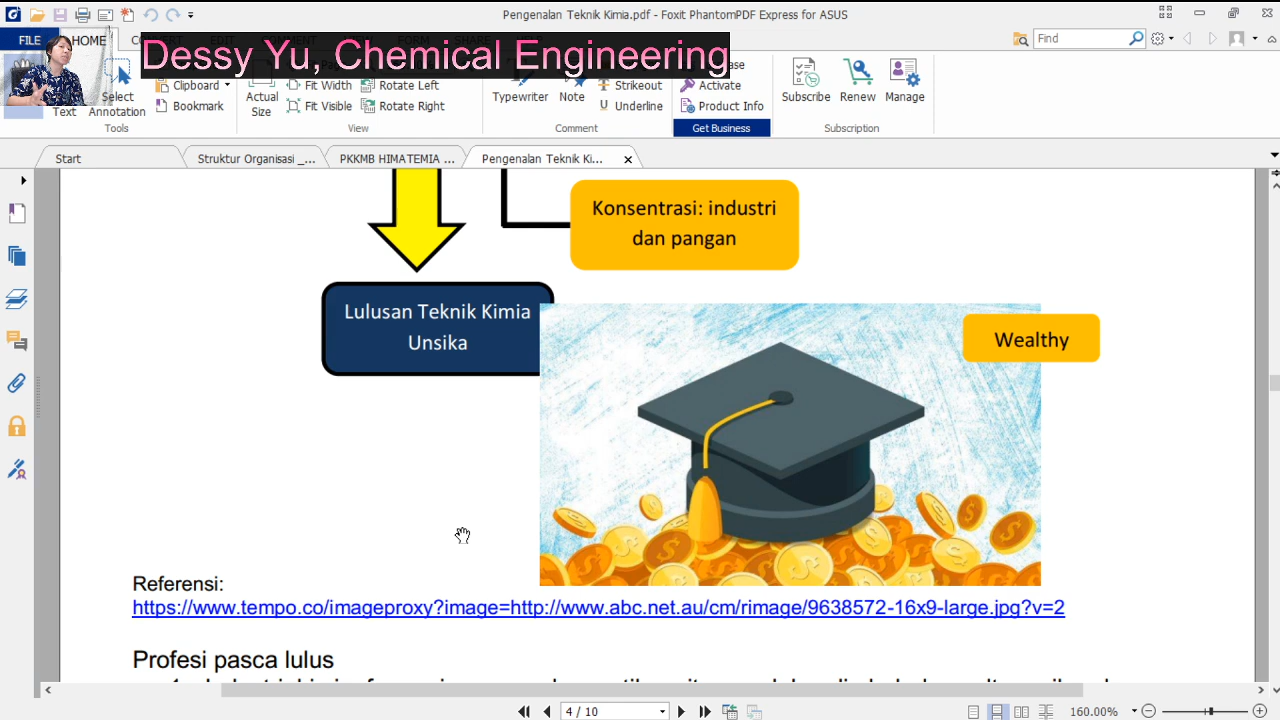 Pengenalan Teknik Kimia.pdf - Foxit PhantomPDF Express for ASUS
FILE
HOME
Find
Dessy Yu, Chemical Engineering
Text
Select
Annotation
Clipboard
Bookmark
Tools
Actual
Size
Fit Width
Fit Visible
Rotate Left
Rotate Right
View
Typewriter
Note
Strikeout
Underline
Comment
Activate
Product Info
Get Business
Subscribe
Renew
Manage
Subscription
Start
Struktur Organisasi _...
PKKMB HIMATEMIA ...
Pengenalan Teknik Ki...
Konsentrasi: industri
dan pangan
Lulusan Teknik Kimia
Unsika
Wealthy
Referensi:
https://www.tempo.co/imageproxy?image=http://www.abc.net.au/cm/rimage/9638572-16x9-large.jpg?v=2
Profesi pasca lulus
4 / 10
160.00%